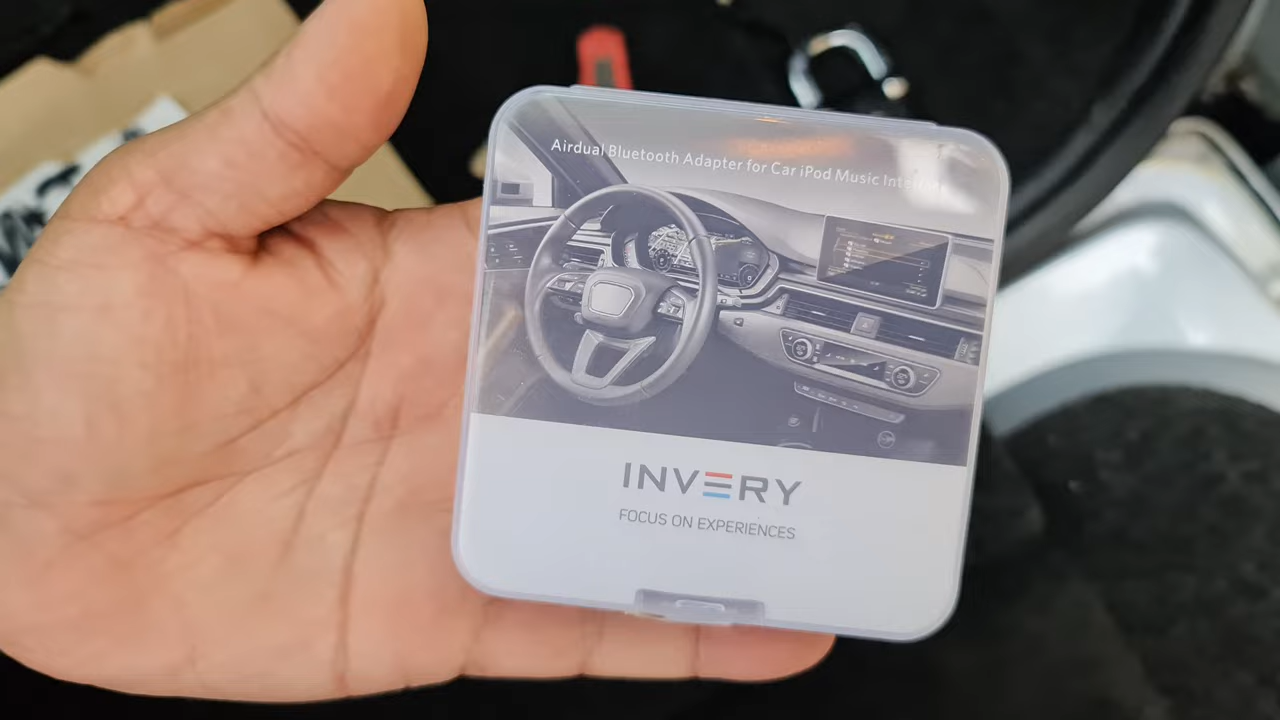 Airdual Bluetooth Adapter for Car iPod Music
INVERY
FOCUS ON EXPERIENCES